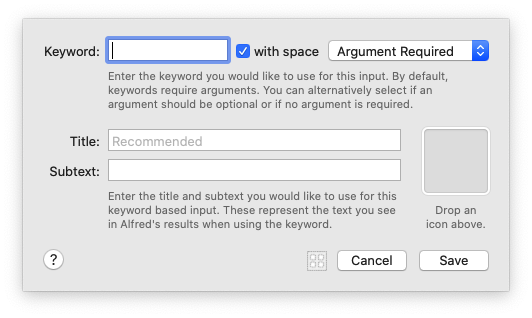 Keyword: with space Argument Required
Enter the keyword you would like to use for this input. By default,
keywords require arguments. You can alternatively select if an
argument should be optional or if no argument is required.
Title: Recommended
Subtext:
Enter the title and subtext you would like to use for this
keyword based input. These represent the text you see
in Alfred's results when using the keyword.
Drop an
icon above.
? Cancel Save